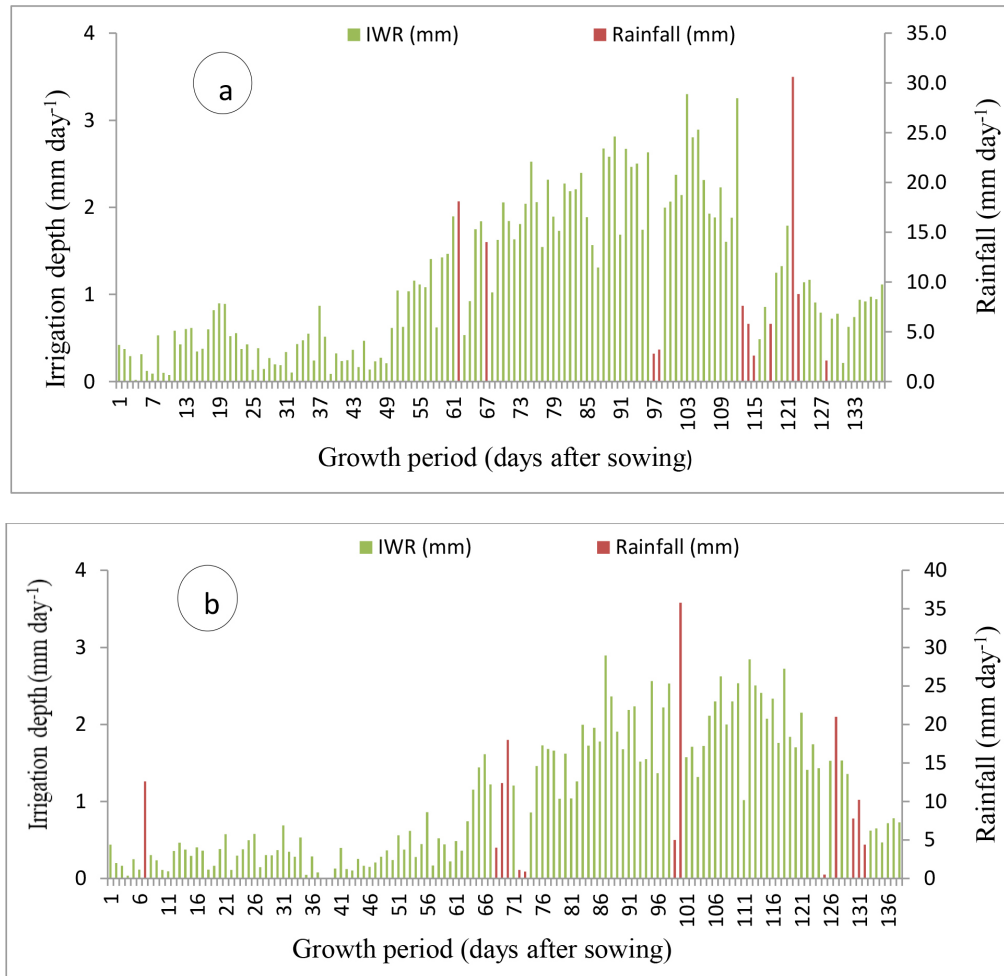 IWR (mm) Rainfall (mm)
a
4 3 2 1 0
Irrigation depth (mm day-1)
35.0 30.0 25.0 20.0 15.0 10.0 5.0 0.0
Rainfall (mm day-1)
1 7 13 19 25 31 37 43 49 55 61 67 73 79 85 91 97 103 109 115 121 127 133
Growth period (days after sowing)
IWR (mm) Rainfall (mm)
b
4 3 2 1 0
Irrigation depth (mm day-1)
40 35 30 25 20 15 10 5 0
Rainfall (mm day-1)
1 6 11 16 21 26 31 36 41 46 51 56 61 66 71 76 81 86 91 96 101 106 111 116 121 126 131 136
Growth period (days after sowing)